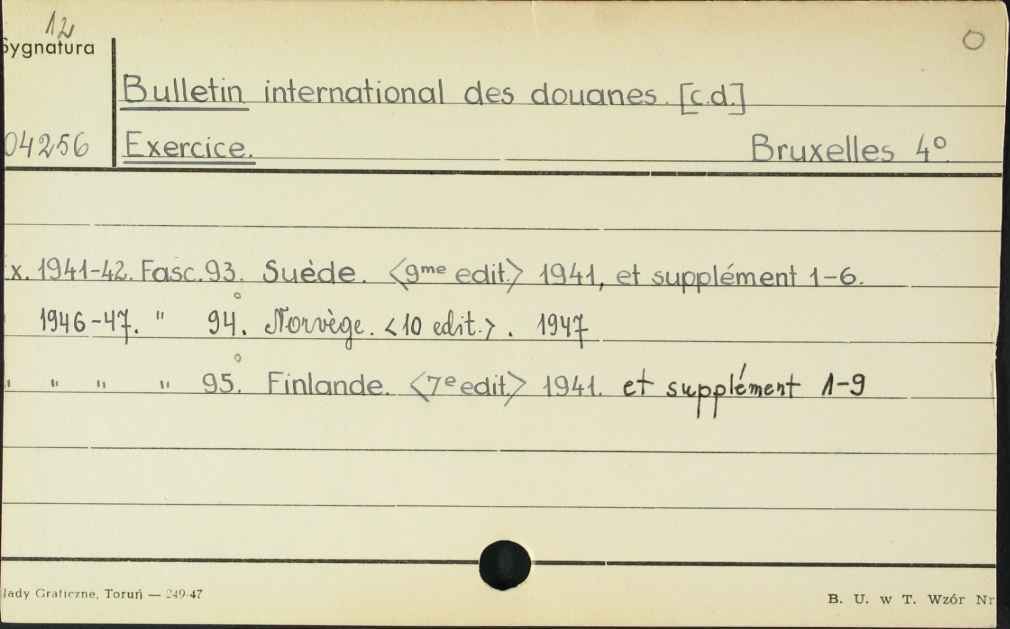 12
Sygnatura
O
Bulletin international des douanes. [c.d.]
04256 Exercice. Bruxelles 4°
x. 1941-42. Fasc. 93. Suède. <9me edit.> 1941, et supplément 1-6.
1946-47. " 94. Norvège. <10 edit.>. 1947
" " " " 95. Finlande. <7e edit.> 1941. et supplément 1-9
łady Graficzne, Toruń — 249-47
B. U. w T. Wzór Nr